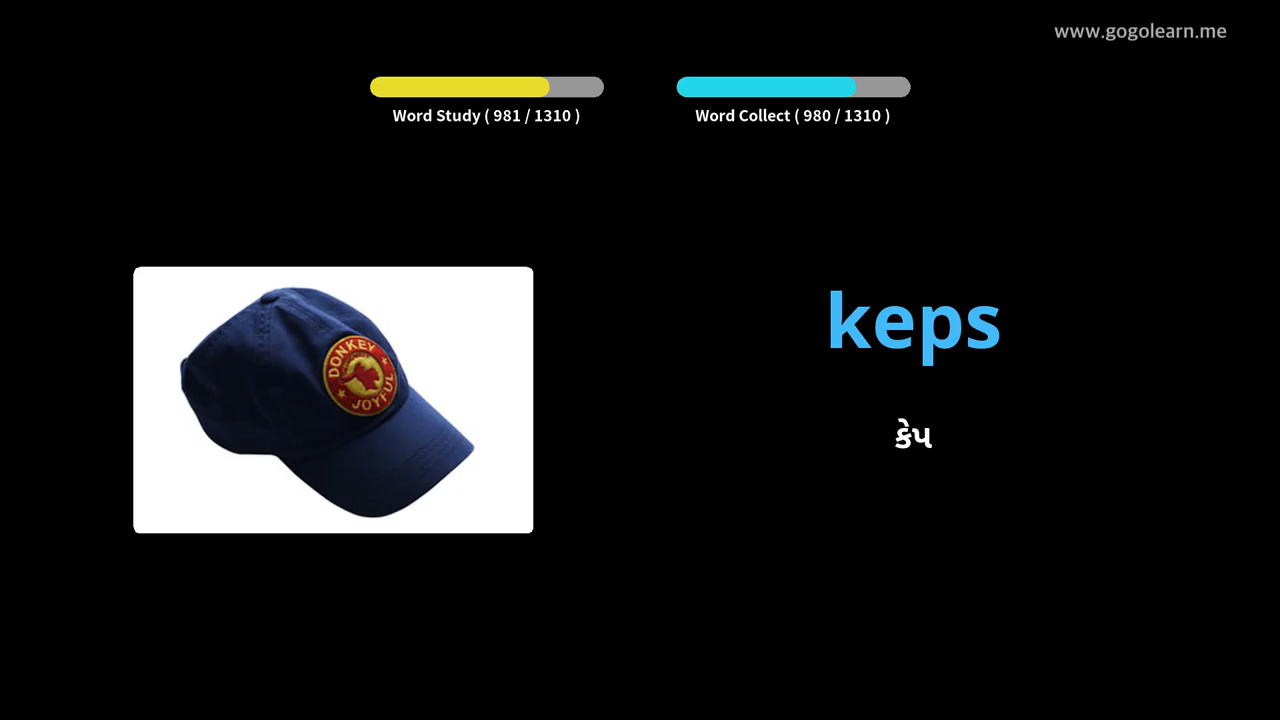 www.gogolearn.me
Word Study ( 981 / 1310 )
Word Collect ( 980 / 1310 )
DONKEY
JOYFUL
keps
કેપ